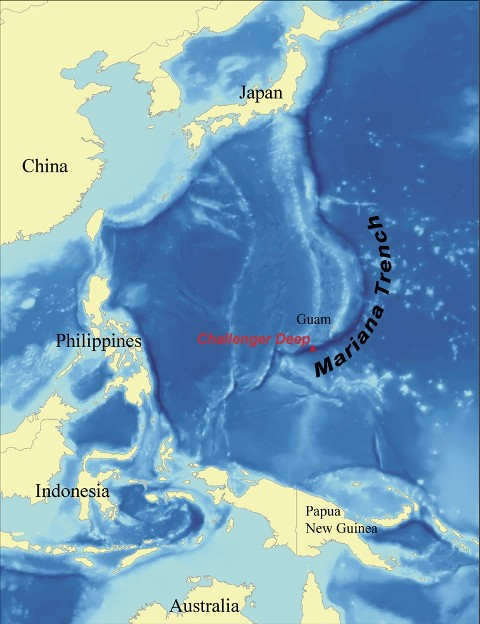 Japan
China
Mariana Trench
Guam
Challenger Deep
Philippines
Indonesia
Papua
New Guinea
Australia